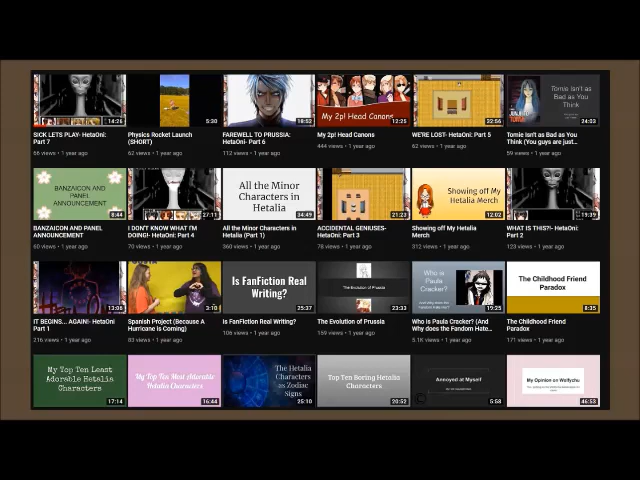 14:26
5:30
18:52
My 2p! Head Canons
12:25
32:56
Tomie Isn't as
Bad as You
Think
24:03
SICK LETS PLAY- HetaOni:
Part 7
66 views • 1 year ago
Physics Rocket Launch
(SHORT)
62 views • 1 year ago
FAREWELL TO PRUSSIA:
HetaOni- Part 6
112 views • 1 year ago
My 2p! Head Canons
444 views • 1 year ago
WE'RE LOST- HetaOni: Part 5
62 views • 1 year ago
Tomie Isn't as Bad as You
Think (You guys are just...
59 views • 1 year ago
BANZAICON AND
PANEL
ANNOUNCEMENT
8:44
27:11
All the Minor
Characters in
Hetalia
34:49
21:23
Showing off My
Hetalia Merch
12:02
19:39
BANZAICON AND PANEL
ANNOUNCEMENT
60 views • 1 year ago
I DON'T KNOW WHAT I'M
DOING!- HetaOni: Part 4
70 views • 1 year ago
All the Minor Characters in
Hetalia (Part 1)
360 views • 1 year ago
ACCIDENTAL GENIUSES-
HetaOni: Part 3
78 views • 1 year ago
Showing off My Hetalia
Merch
312 views • 1 year ago
WHAT IS THIS?!- HetaOni:
Part 2
123 views • 1 year ago
13:06
3:10
Is FanFiction Real
Writing?
25:37
The Evolution of Prussia
23:33
Who is
Paula
Cracker?
19:25
The Childhood Friend
Paradox
8:35
IT BEGINS... AGAIN!- HetaOni
Part 1
216 views • 1 year ago
Spanish Project (Because A
Hurricane is Coming)
83 views • 1 year ago
Is FanFiction Real Writing?
106 views • 1 year ago
The Evolution of Prussia
159 views • 1 year ago
Who is Paula Cracker? (And
Why does the Fandom Hate...
5.1K views • 1 year ago
The Childhood Friend
Paradox
171 views • 1 year ago
My Top Ten Least
Adorable Hetalia
Characters
17:14
My Top Ten Most Adorable
Hetalia Characters
16:44
The Hetalia
Characters
as Zodiac
Signs
25:10
Top Ten Boring Hetalia
Characters
20:52
Annoyed at Myself
5:58
My Opinion on Wolfychu
46:53